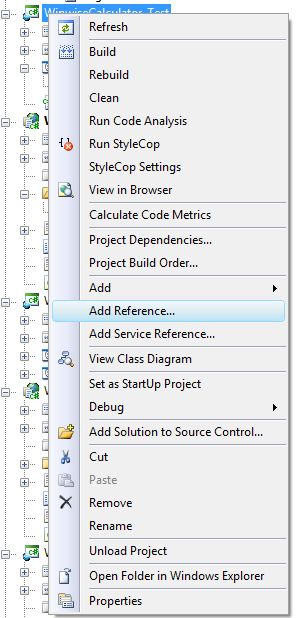 WinwiseCalculator_Test
Refresh
Build
Rebuild
Clean
Run Code Analysis
Run StyleCop
StyleCop Settings
View in Browser
Calculate Code Metrics
Project Dependencies...
Project Build Order...
Add
Add Reference...
Add Service Reference...
View Class Diagram
Set as StartUp Project
Debug
Add Solution to Source Control...
Cut
Paste
Remove
Rename
Unload Project
Open Folder in Windows Explorer
Properties